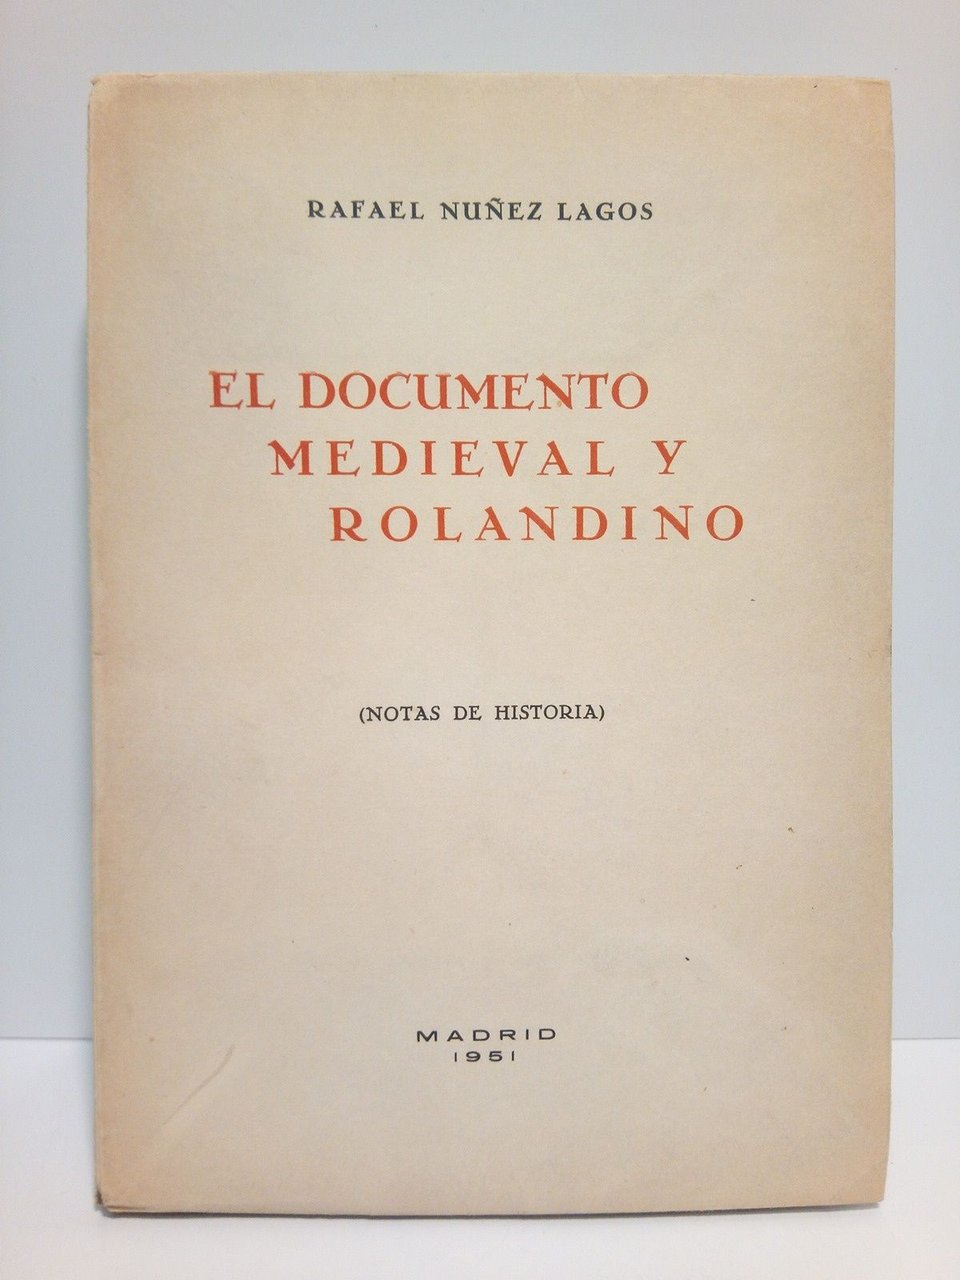 RAFAEL NUÑEZ LAGOS
EL DOCUMENTO
MEDIEVAL Y
ROLANDINO
(NOTAS DE HISTORIA)
MADRID
1951